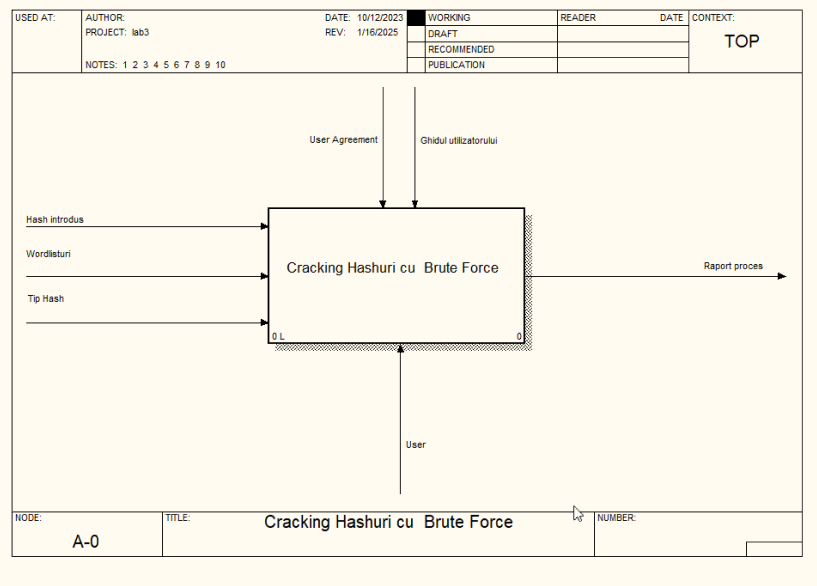 USED AT:
AUTHOR:
DATE: 10/12/2023
WORKING
READER
DATE
CONTEXT:
PROJECT: lab3
REV: 1/16/2025
DRAFT
TOP
RECOMMENDED
NOTES: 1 2 3 4 5 6 7 8 9 10
PUBLICATION
User Agreement
Ghidul utilizatorului
Hash introdus
Wordlisturi
Tip Hash
Cracking Hashuri cu Brute Force
0 L
0
Raport proces
User
NODE:
A-0
TITLE:
Cracking Hashuri cu Brute Force
NUMBER: